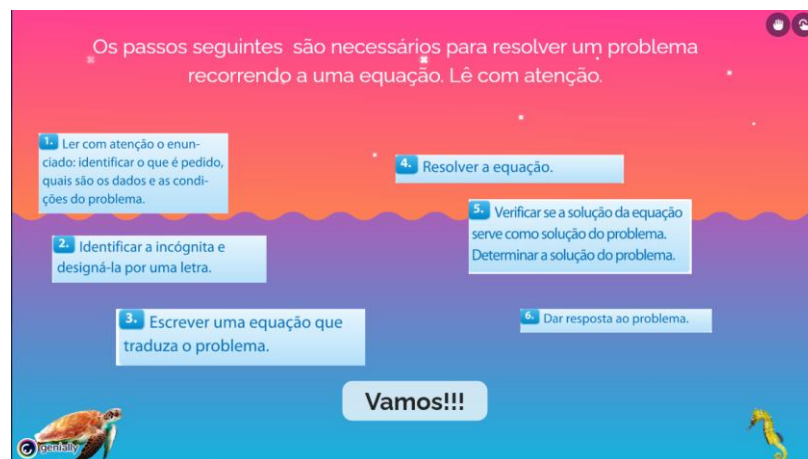 Os passos seguintes são necessários para resolver um problema
recorrendo a uma equação. Lê com atenção.
1. Ler com atenção o enun-
ciado: identificar o que é pedido,
quais são os dados e as condi-
ções do problema.
2. Identificar a incógnita e
designá-la por uma letra.
3. Escrever uma equação que
traduza o problema.
4. Resolver a equação.
5. Verificar se a solução da equação
serve como solução do problema.
Determinar a solução do problema.
6. Dar resposta ao problema.
Vamos!!!
genially